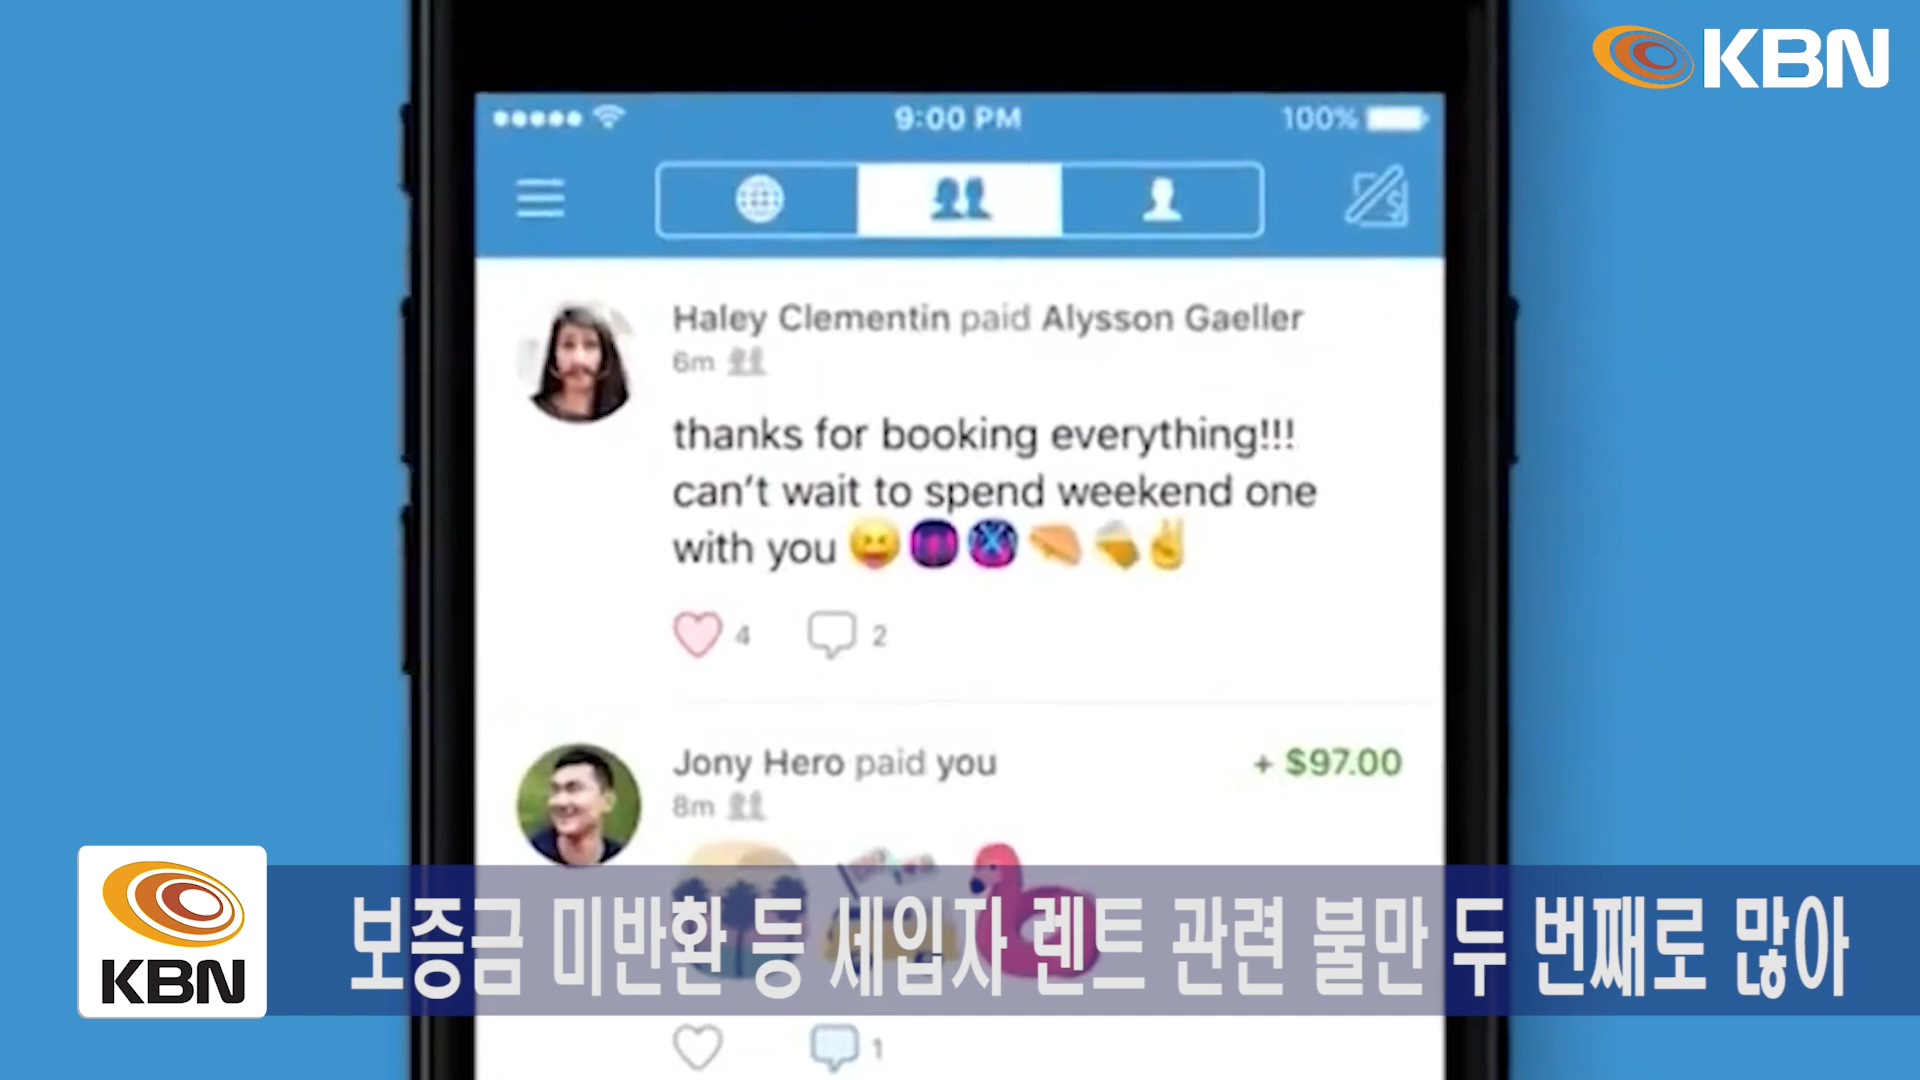 KBN
9:00 PM
100%
Haley Clementin paid Alysson Gaeller
6m
thanks for booking everything!!!
can't wait to spend weekend one
with you 😝
4
2
Jony Hero paid you
+ $97.00
8m
KBN
보증금 미반환 등 세입자 렌트 관련 불만 두 번째로 많아
1